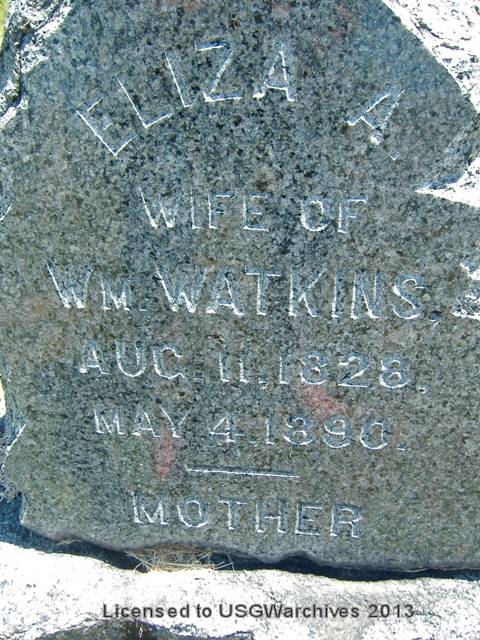 ELIZA A
WIFE OF
WM. WATKINS,
AUG. 11, 1828,
MAY 4, 1890.
MOTHER
Licensed to USGWarchives 2013